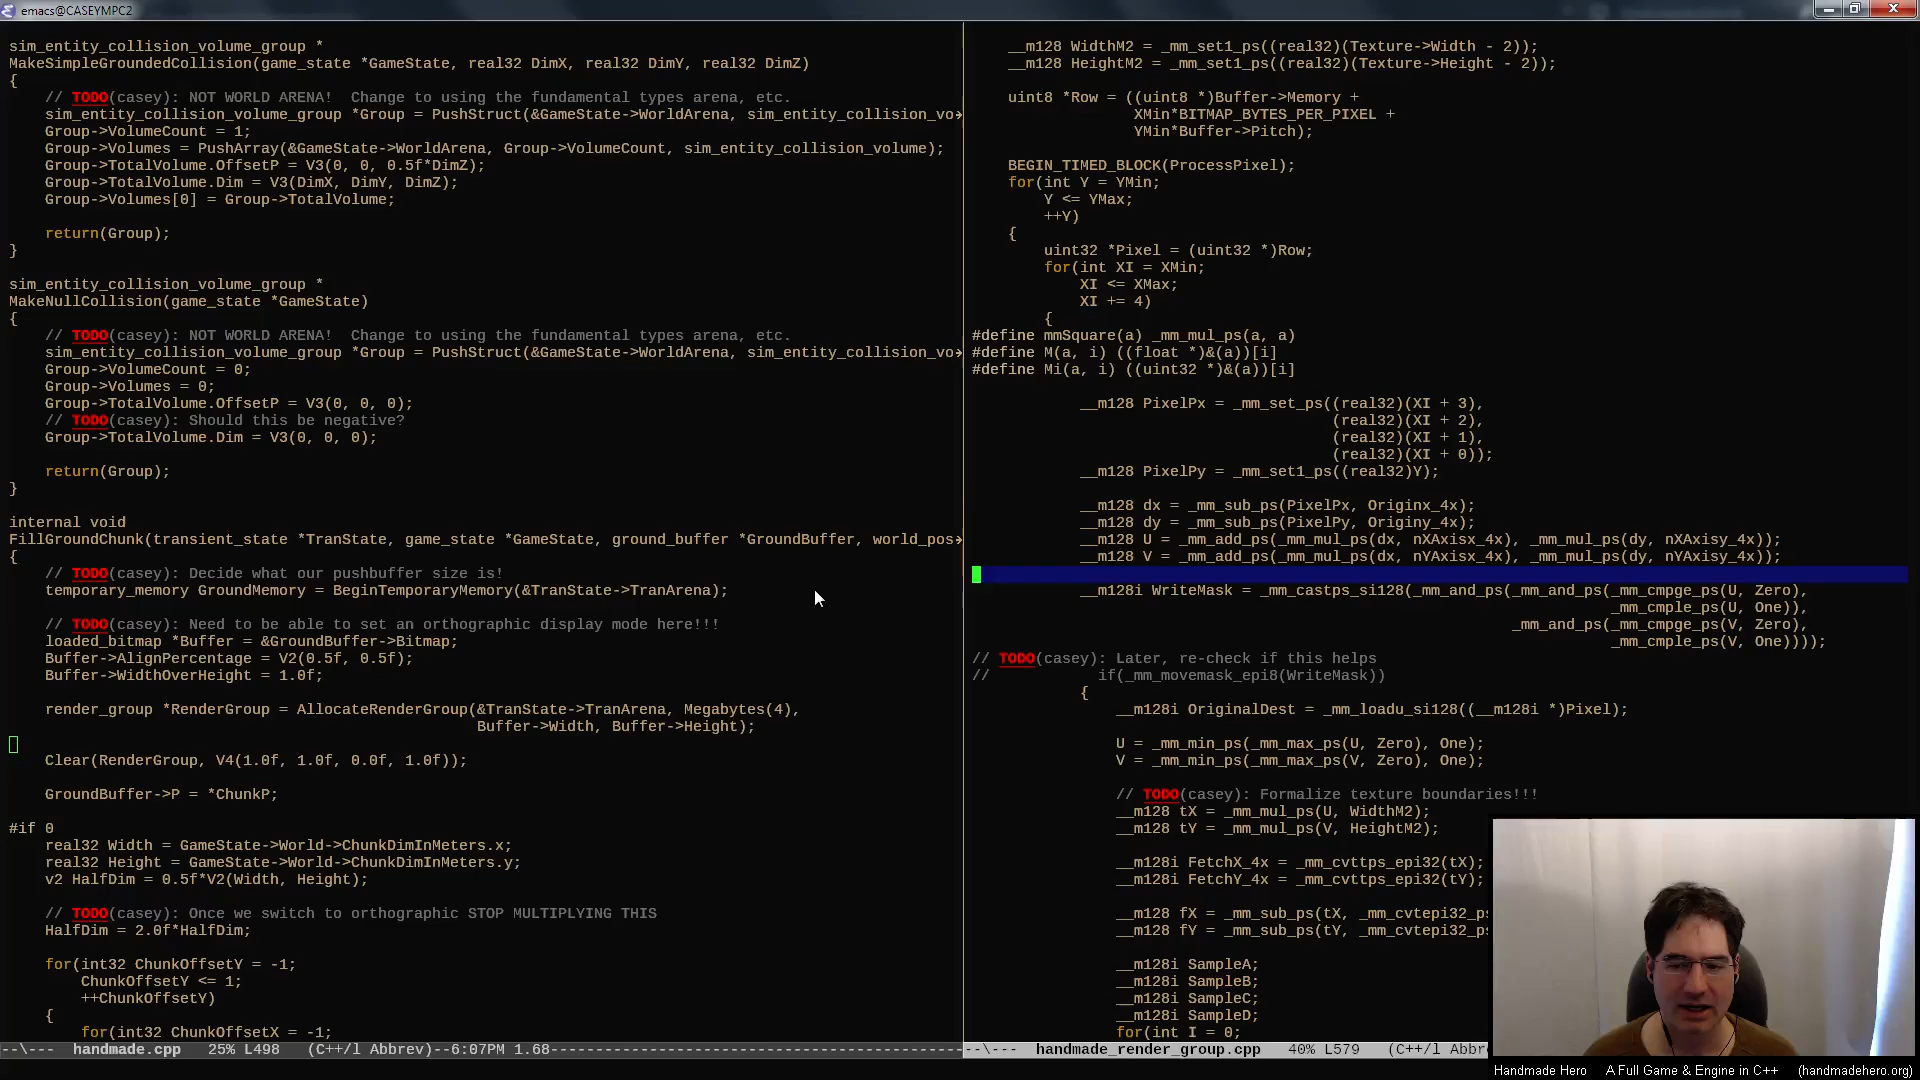 emacs@CASEYMPC2
sim_entity_collision_volume_group *
MakeSimpleGroundedCollision(game_state *GameState, real32 DimX, real32 DimY, real32 DimZ)
{
    // TODO(casey): NOT WORLD ARENA!  Change to using the fundamental types arena, etc.
    sim_entity_collision_volume_group *Group = PushStruct(&GameState->WorldArena, sim_entity_collision_vo
    Group->VolumeCount = 1;
    Group->Volumes = PushArray(&GameState->WorldArena, Group->VolumeCount, sim_entity_collision_volume);
    Group->TotalVolume.OffsetP = V3(0, 0, 0.5f*DimZ);
    Group->TotalVolume.Dim = V3(DimX, DimY, DimZ);
    Group->Volumes[0] = Group->TotalVolume;
    return(Group);
}
sim_entity_collision_volume_group *
MakeNullCollision(game_state *GameState)
{
    // TODO(casey): NOT WORLD ARENA!  Change to using the fundamental types arena, etc.
    sim_entity_collision_volume_group *Group = PushStruct(&GameState->WorldArena, sim_entity_collision_vo
    Group->VolumeCount = 0;
    Group->Volumes = 0;
    Group->TotalVolume.OffsetP = V3(0, 0, 0);
    // TODO(casey): Should this be negative?
    Group->TotalVolume.Dim = V3(0, 0, 0);
    return(Group);
}
internal void
FillGroundChunk(transient_state *TranState, game_state *GameState, ground_buffer *GroundBuffer, world_pos
{
    // TODO(casey): Decide what our pushbuffer size is!
    temporary_memory GroundMemory = BeginTemporaryMemory(&TranState->TranArena);
    // TODO(casey): Need to be able to set an orthographic display mode here!!!
    loaded_bitmap *Buffer = &GroundBuffer->Bitmap;
    Buffer->AlignPercentage = V2(0.5f, 0.5f);
    Buffer->WidthOverHeight = 1.0f;
    render_group *RenderGroup = AllocateRenderGroup(&TranState->TranArena, Megabytes(4),
                                                    Buffer->Width, Buffer->Height);
    Clear(RenderGroup, V4(1.0f, 1.0f, 0.0f, 1.0f));
    GroundBuffer->P = *ChunkP;
#if 0
    real32 Width = GameState->World->ChunkDimInMeters.x;
    real32 Height = GameState->World->ChunkDimInMeters.y;
    v2 HalfDim = 0.5f*V2(Width, Height);
    // TODO(casey): Once we switch to orthographic STOP MULTIPLYING THIS
    HalfDim = 2.0f*HalfDim;
    for(int32 ChunkOffsetY = -1;
        ChunkOffsetY <= 1;
        ++ChunkOffsetY)
    {
        for(int32 ChunkOffsetX = -1;
--\---  handmade.cpp   25% L498   (C++/l Abbrev)--6:07PM 1.68
    __m128 WidthM2 = _mm_set1_ps((real32)(Texture->Width - 2));
    __m128 HeightM2 = _mm_set1_ps((real32)(Texture->Height - 2));
    uint8 *Row = ((uint8 *)Buffer->Memory +
                  XMin*BITMAP_BYTES_PER_PIXEL +
                  YMin*Buffer->Pitch);
    BEGIN_TIMED_BLOCK(ProcessPixel);
    for(int Y = YMin;
        Y <= YMax;
        ++Y)
    {
        uint32 *Pixel = (uint32 *)Row;
        for(int XI = XMin;
            XI <= XMax;
            XI += 4)
        {
#define mmSquare(a) _mm_mul_ps(a, a)
#define M(a, i) ((float *)&(a))[i]
#define Mi(a, i) ((uint32 *)&(a))[i]
            __m128 PixelPx = _mm_set_ps((real32)(XI + 3),
                                        (real32)(XI + 2),
                                        (real32)(XI + 1),
                                        (real32)(XI + 0));
            __m128 PixelPy = _mm_set1_ps((real32)Y);
            __m128 dx = _mm_sub_ps(PixelPx, Originx_4x);
            __m128 dy = _mm_sub_ps(PixelPy, Originy_4x);
            __m128 U = _mm_add_ps(_mm_mul_ps(dx, nXAxisx_4x), _mm_mul_ps(dy, nXAxisy_4x));
            __m128 V = _mm_add_ps(_mm_mul_ps(dx, nYAxisx_4x), _mm_mul_ps(dy, nYAxisy_4x));
            __m128i WriteMask = _mm_castps_si128(_mm_and_ps(_mm_and_ps(_mm_cmpge_ps(U, Zero),
                                                                       _mm_cmple_ps(U, One)),
                                                            _mm_and_ps(_mm_cmpge_ps(V, Zero),
                                                                       _mm_cmple_ps(V, One))));
// TODO(casey): Later, re-check if this helps
//            if(_mm_movemask_epi8(WriteMask))
            {
                __m128i OriginalDest = _mm_loadu_si128((__m128i *)Pixel);
                U = _mm_min_ps(_mm_max_ps(U, Zero), One);
                V = _mm_min_ps(_mm_max_ps(V, Zero), One);
                // TODO(casey): Formalize texture boundaries!!!
                __m128 tX = _mm_mul_ps(U, WidthM2);
                __m128 tY = _mm_mul_ps(V, HeightM2);
                __m128i FetchX_4x = _mm_cvttps_epi32(tX);
                __m128i FetchY_4x = _mm_cvttps_epi32(tY);
                __m128 fX = _mm_sub_ps(tX, _mm_cvtepi32_ps
                __m128 fY = _mm_sub_ps(tY, _mm_cvtepi32_ps
                __m128i SampleA;
                __m128i SampleB;
                __m128i SampleC;
                __m128i SampleD;
                for(int I = 0;
--\---  handmade_render_group.cpp   40% L579   (C++/l Abbre
Handmade Hero    A Full Game & Engine in C++    (handmadehero.org)